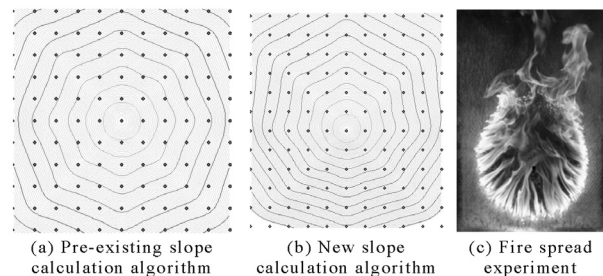 (a) Pre-existing slope
calculation algorithm
(b) New slope
calculation algorithm
(c) Fire spread
experiment